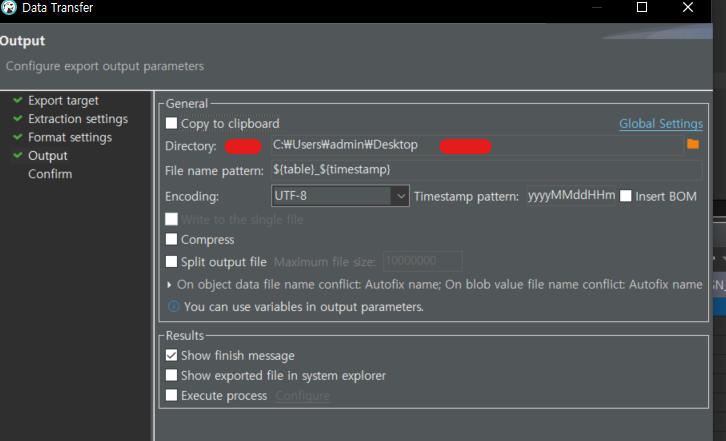 Data Transfer
Output
Configure export output parameters
Export target
Extraction settings
Format settings
Output
Confirm
General
Copy to clipboard Global Settings
Directory: C:₩Users₩admin₩Desktop
File name pattern: ${table}_${timestamp}
Encoding: UTF-8 Timestamp pattern: yyyyMMddHHm Insert BOM
Write to the single file
Compress
Split output file Maximum file size: 10000000
On object data file name conflict: Autofix name; On blob value file name conflict: Autofix name
You can use variables in output parameters.
Results
Show finish message
Show exported file in system explorer
Execute process Configure